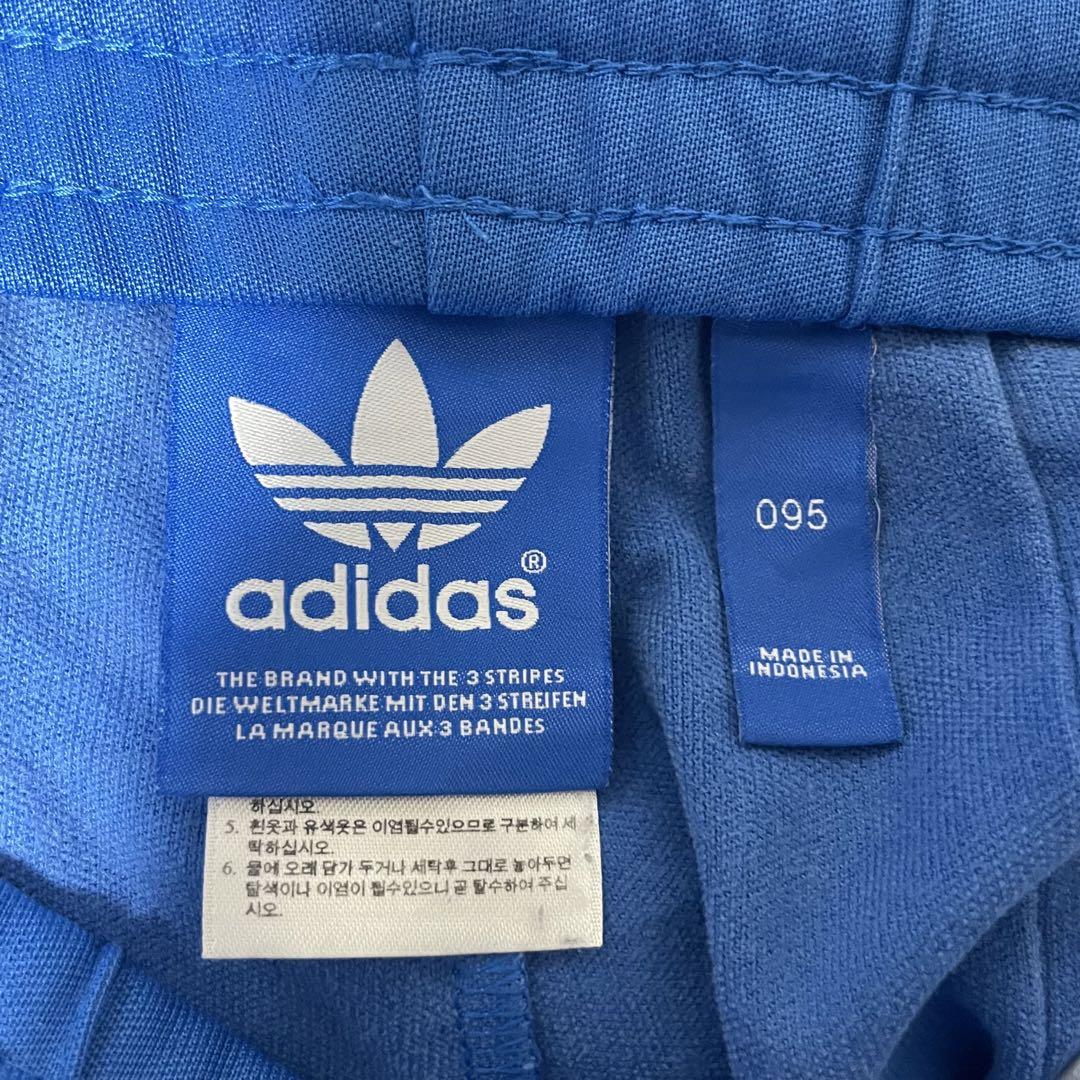 adidas®
THE BRAND WITH THE 3 STRIPES
DIE WELTMARKE MIT DEN 3 STREIFEN
LA MARQUE AUX 3 BANDES
095
MADE IN
INDONESIA
하십시오.
5. 흰옷과 유색옷은 이염될수있으므로 구분하여 세
탁하십시오.
6. 물에 오래 담가 두거나 세탁후 그대로 놓아두면
탈색이나 이염이 될수있으니 곧 탈수하여 주십
시오.